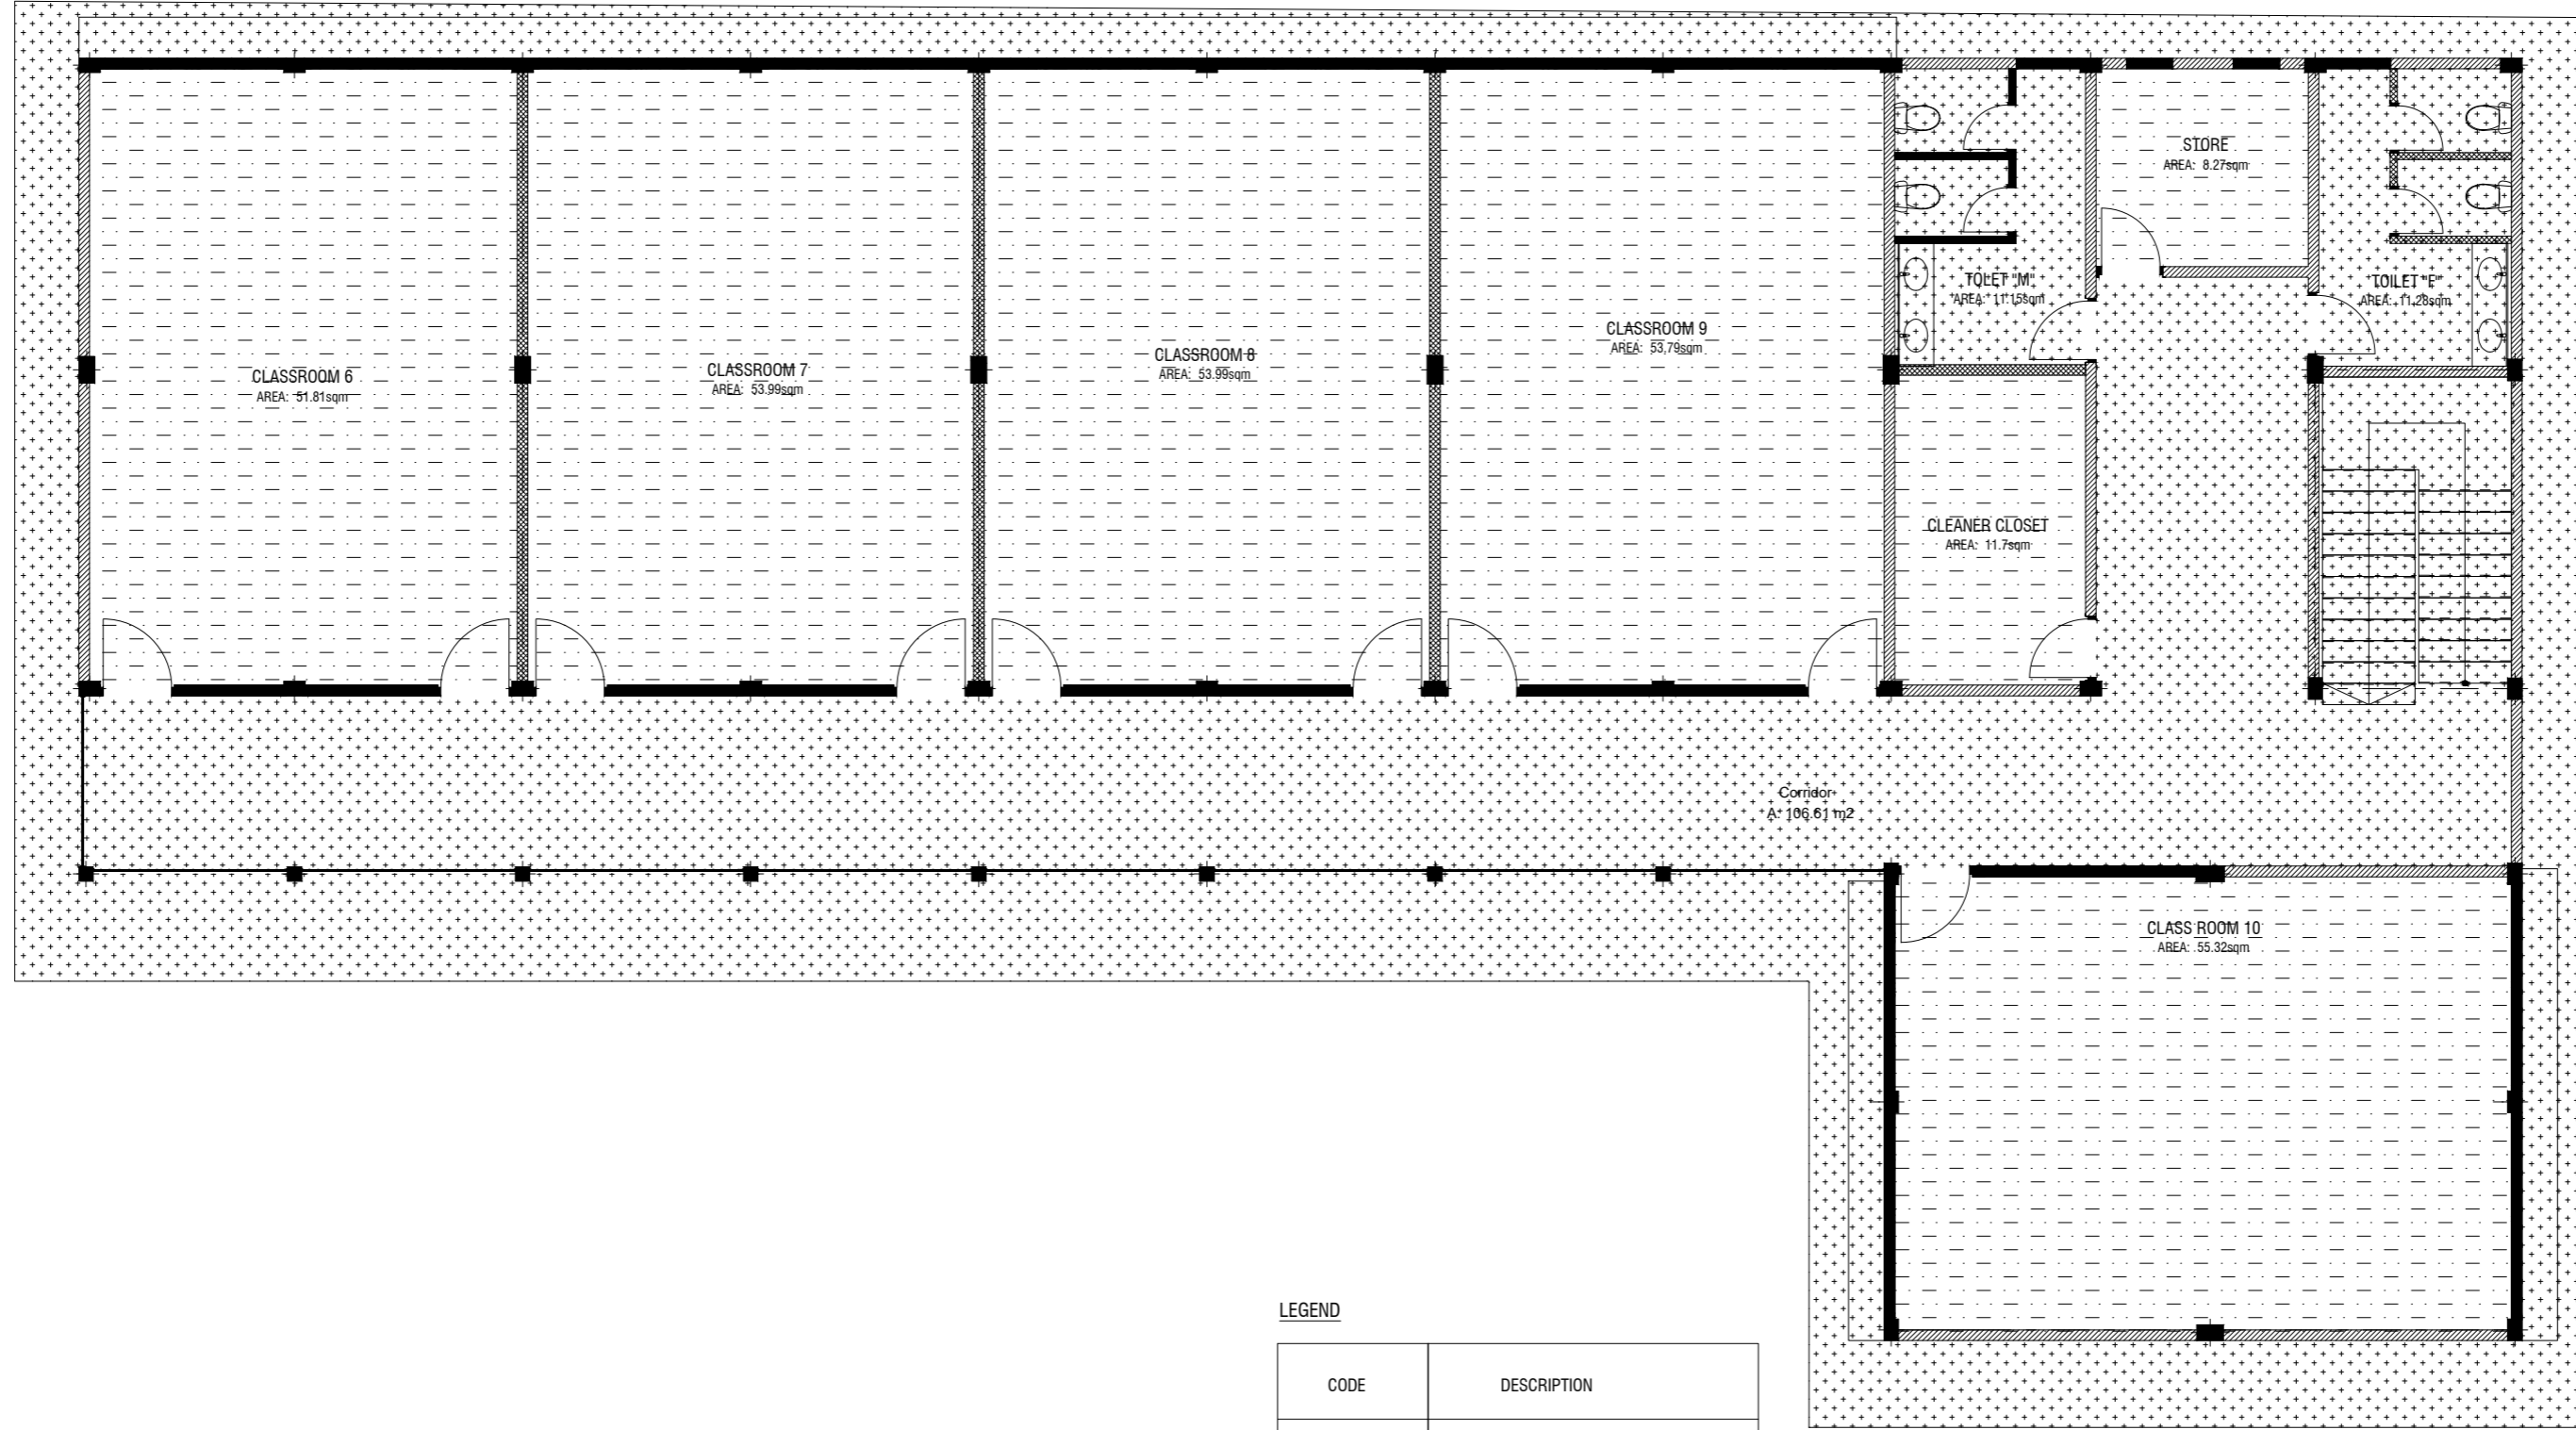 STORE
AREA: 8.27sqm
TOLET "M"
AREA: 11.15sqm
TOILET "F"
AREA: 11.28sqm
CLASSROOM 9
AREA: 53.79sqm
CLASSROOM 8
AREA: 53.99sqm
CLASSROOM 7
AREA: 53.99sqm
CLASSROOM 6
AREA: 51.81sqm
CLEANER CLOSET
AREA: 11.7sqm
Corridor
A: 106.61 m2
CLASS ROOM 10
AREA: 55.32sqm
LEGEND
CODE
DESCRIPTION